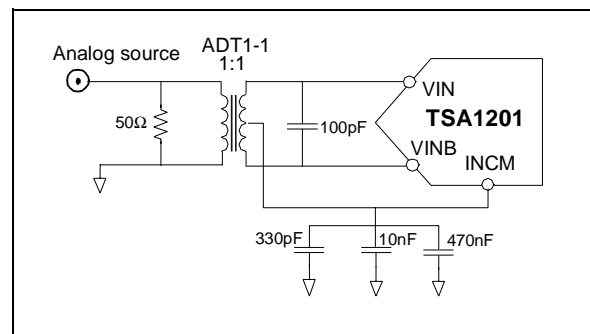 Analog source
ADT1-1
1:1
VIN
TSA1201
50Ω
100pF
VINB
INCM
330pF
10nF
470nF